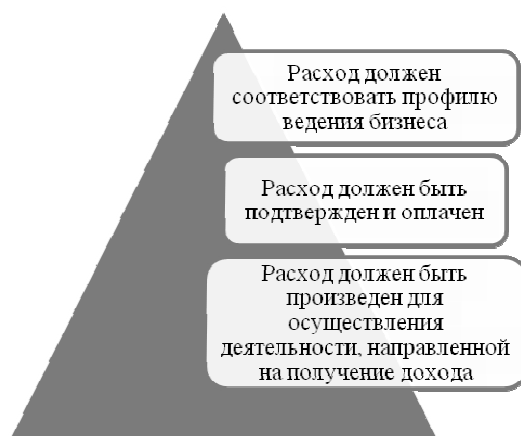 Расход должен
соответствовать профилю
ведения бизнеса
Расход должен быть
подтвержден и оплачен
Расход должен быть
произведен для
осуществления
деятельности, направленной
на получение дохода